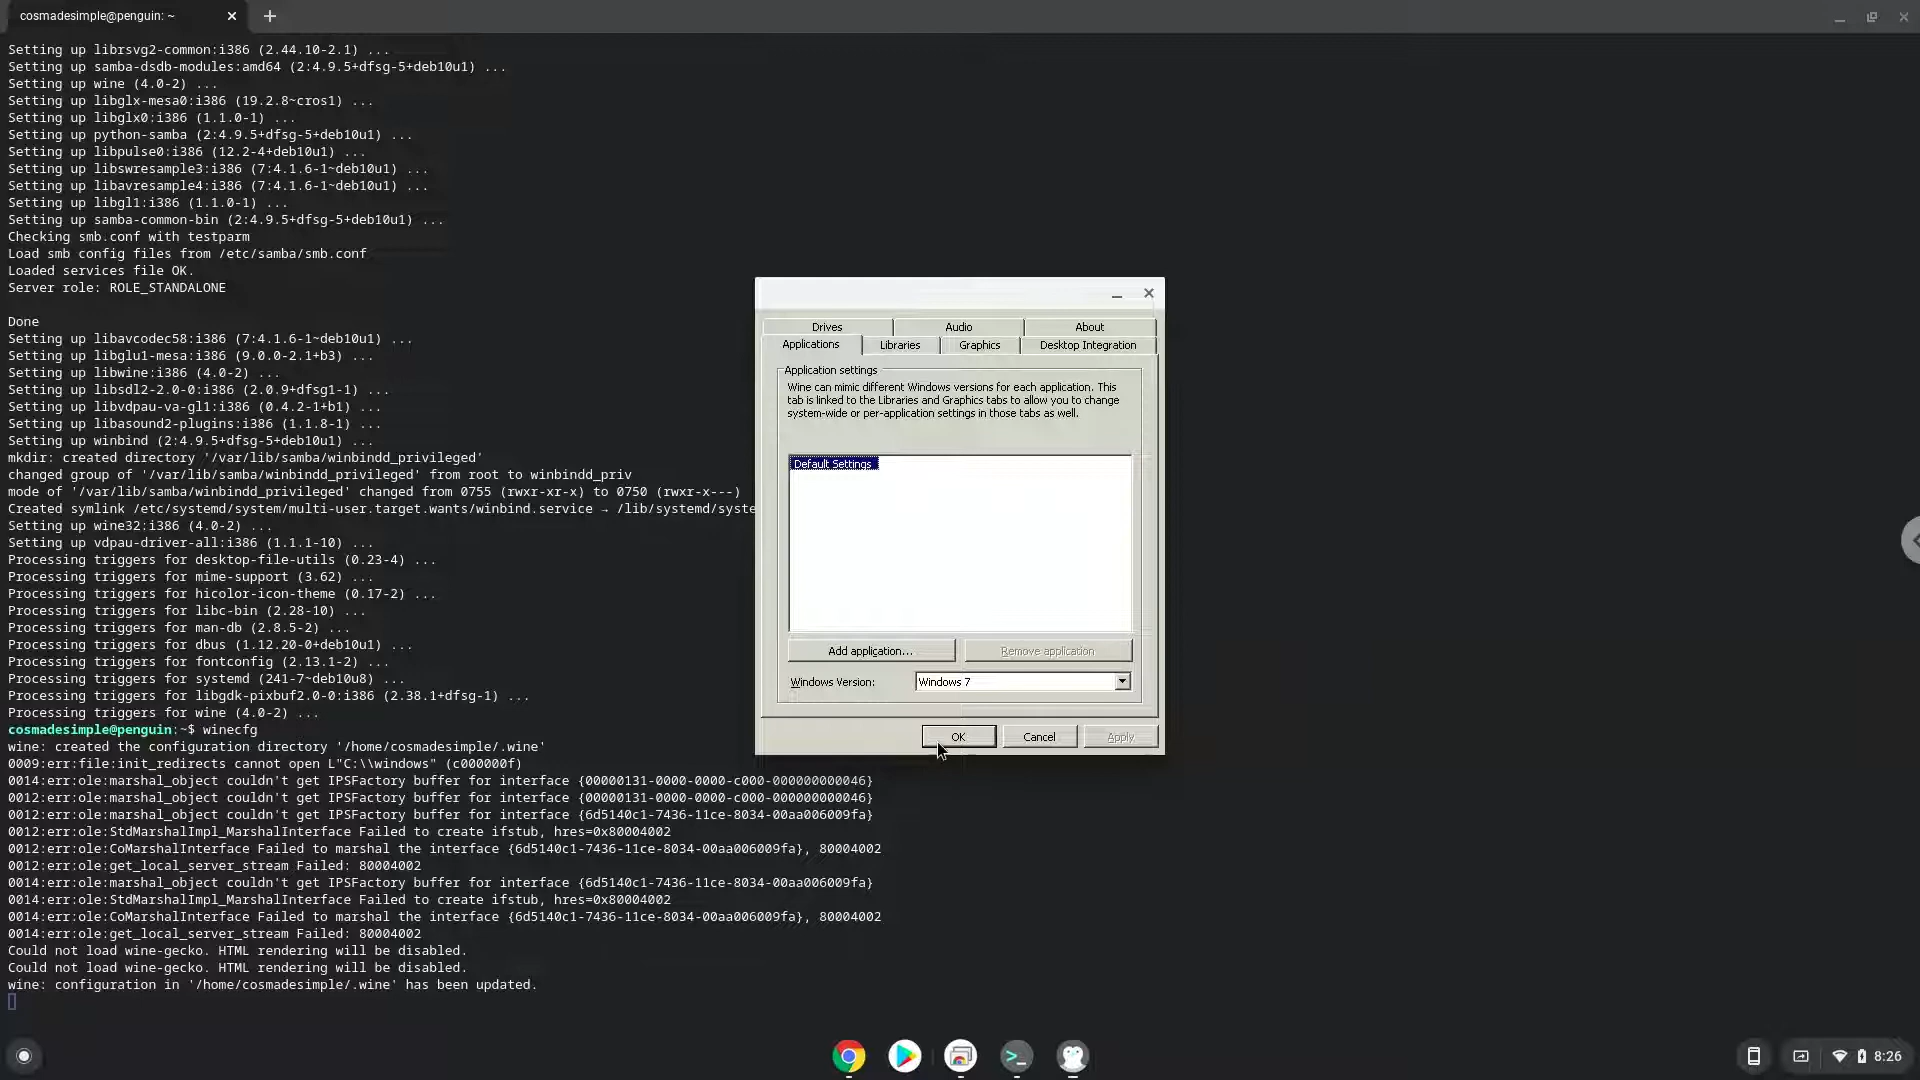 cosmadesimple@penguin: ~
Setting up librsvg2-common:i386 (2.44.10-2.1) ...
Setting up samba-dsdb-modules:amd64 (2:4.9.5+dfsg-5+deb10u1) ...
Setting up wine (4.0-2) ...
Setting up libglx-mesa0:i386 (19.2.8~cros1) ...
Setting up libglx0:i386 (1.1.0-1) ...
Setting up python-samba (2:4.9.5+dfsg-5+deb10u1) ...
Setting up libpulse0:i386 (12.2-4+deb10u1) ...
Setting up libswresample3:i386 (7:4.1.6-1~deb10u1) ...
Setting up libavresample4:i386 (7:4.1.6-1~deb10u1) ...
Setting up libgl1:i386 (1.1.0-1) ...
Setting up samba-common-bin (2:4.9.5+dfsg-5+deb10u1) ...
Checking smb.conf with testparm
Load smb config files from /etc/samba/smb.conf
Loaded services file OK.
Server role: ROLE_STANDALONE
Done
Setting up libavcodec58:i386 (7:4.1.6-1~deb10u1) ...
Setting up libglu1-mesa:i386 (9.0.0-2.1+b3) ...
Setting up libwine:i386 (4.0-2) ...
Setting up libsdl2-2.0-0:i386 (2.0.9+dfsg1-1) ...
Setting up libvdpau-va-gl1:i386 (0.4.2-1+b1) ...
Setting up libasound2-plugins:i386 (1.1.8-1) ...
Setting up winbind (2:4.9.5+dfsg-5+deb10u1) ...
mkdir: created directory '/var/lib/samba/winbindd_privileged'
changed group of '/var/lib/samba/winbindd_privileged' from root to winbindd_priv
mode of '/var/lib/samba/winbindd_privileged' changed from 0755 (rwxr-xr-x) to 0750 (rwxr-x---)
Created symlink /etc/systemd/system/multi-user.target.wants/winbind.service → /lib/systemd/syste
Setting up wine32:i386 (4.0-2) ...
Setting up vdpau-driver-all:i386 (1.1.1-10) ...
Processing triggers for desktop-file-utils (0.23-4) ...
Processing triggers for mime-support (3.62) ...
Processing triggers for hicolor-icon-theme (0.17-2) ...
Processing triggers for libc-bin (2.28-10) ...
Processing triggers for man-db (2.8.5-2) ...
Processing triggers for dbus (1.12.20-0+deb10u1) ...
Processing triggers for fontconfig (2.13.1-2) ...
Processing triggers for systemd (241-7~deb10u8) ...
Processing triggers for libgdk-pixbuf2.0-0:i386 (2.38.1+dfsg-1) ...
Processing triggers for wine (4.0-2) ...
cosmadesimple@penguin:~$ winecfg
wine: created the configuration directory '/home/cosmadesimple/.wine'
0009:err:file:init_redirects cannot open L"C:\\windows" (c000000f)
0014:err:ole:marshal_object couldn't get IPSFactory buffer for interface {00000131-0000-0000-c000-000000000046}
0012:err:ole:marshal_object couldn't get IPSFactory buffer for interface {00000131-0000-0000-c000-000000000046}
0012:err:ole:marshal_object couldn't get IPSFactory buffer for interface {6d5140c1-7436-11ce-8034-00aa006009fa}
0012:err:ole:StdMarshalImpl_MarshalInterface Failed to create ifstub, hres=0x80004002
0012:err:ole:CoMarshalInterface Failed to marshal the interface {6d5140c1-7436-11ce-8034-00aa006009fa}, 80004002
0012:err:ole:get_local_server_stream Failed: 80004002
0014:err:ole:marshal_object couldn't get IPSFactory buffer for interface {6d5140c1-7436-11ce-8034-00aa006009fa}
0014:err:ole:StdMarshalImpl_MarshalInterface Failed to create ifstub, hres=0x80004002
0014:err:ole:CoMarshalInterface Failed to marshal the interface {6d5140c1-7436-11ce-8034-00aa006009fa}, 80004002
0014:err:ole:get_local_server_stream Failed: 80004002
Could not load wine-gecko. HTML rendering will be disabled.
Could not load wine-gecko. HTML rendering will be disabled.
wine: configuration in '/home/cosmadesimple/.wine' has been updated.
Drives Audio About
Applications Libraries Graphics Desktop Integration
Application settings
Wine can mimic different Windows versions for each application. This
tab is linked to the Libraries and Graphics tabs to allow you to change
system-wide or per-application settings in those tabs as well.
Default Settings
Add application... Remove application
Windows Version: Windows 7
OK Cancel Apply
8:26